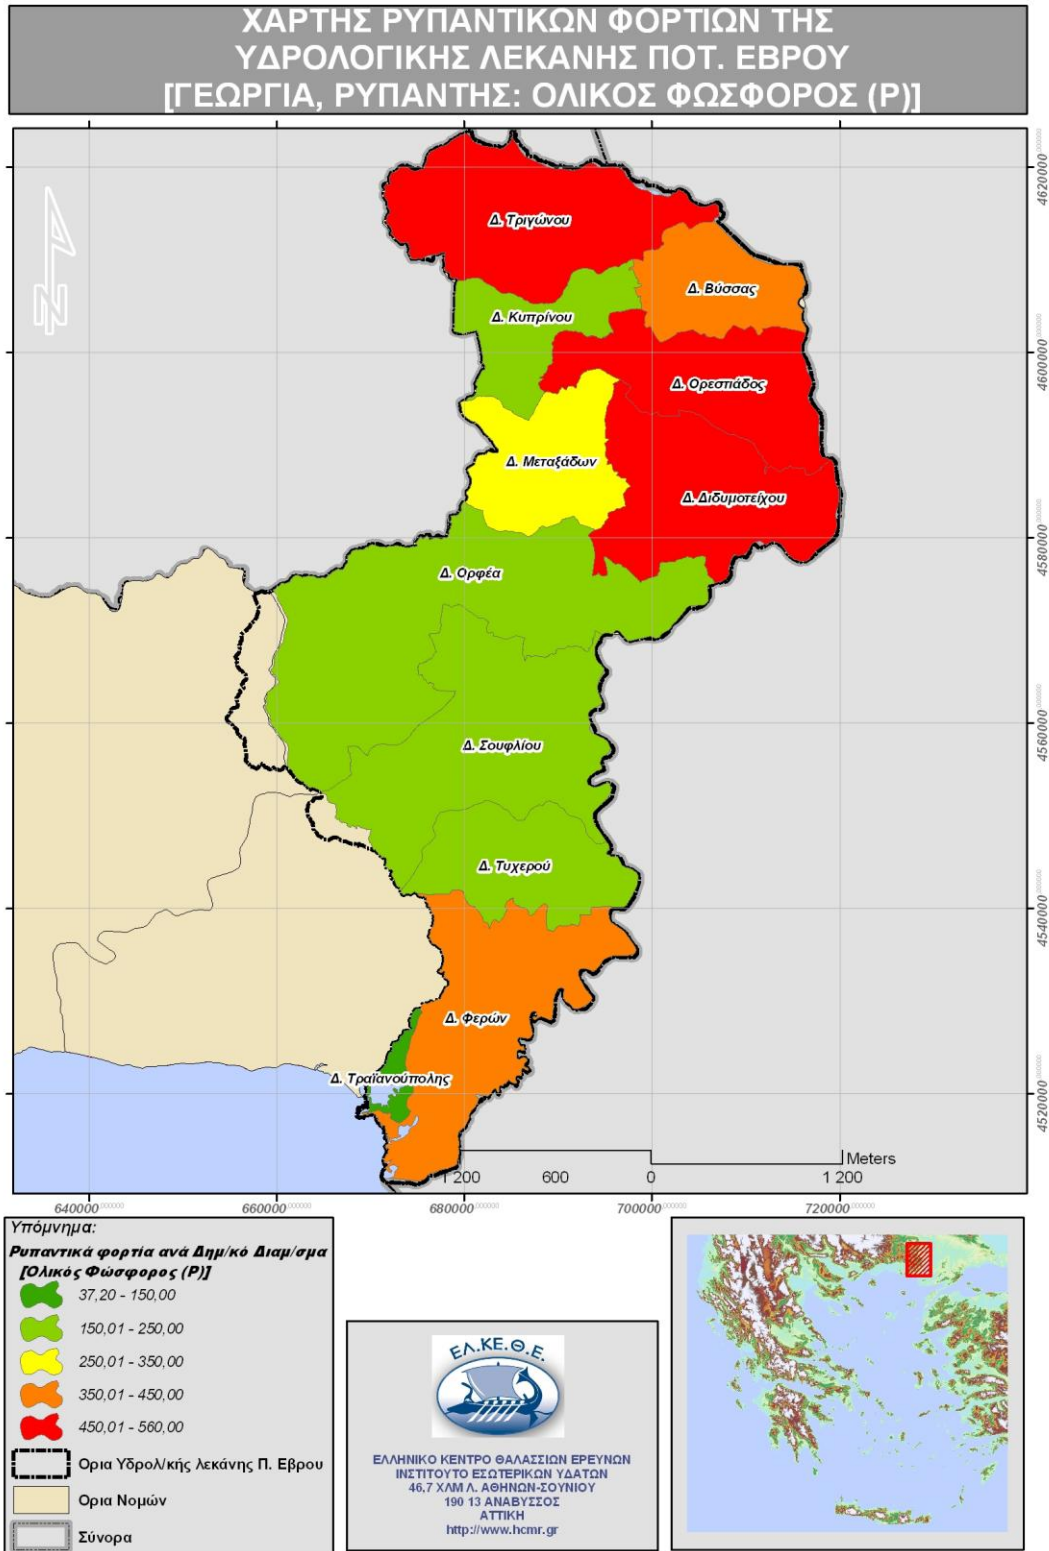 ΧΑΡΤΗΣ ΡΥΠΑΝΤΙΚΩΝ ΦΟΡΤΙΩΝ ΤΗΣ
ΥΔΡΟΛΟΓΙΚΗΣ ΛΕΚΑΝΗΣ ΠΟΤ. ΕΒΡΟΥ
[ΓΕΩΡΓΙΑ, ΡΥΠΑΝΤΗΣ: ΟΛΙΚΟΣ ΦΩΣΦΟΡΟΣ (P)]
4620000
Ν
Δ. Τριγώνου
Δ. Βύσσας
Δ. Κυπρίνου
4600000
Δ. Ορεστιάδος
Δ. Μεταξάδων
Δ. Διδυμοτείχου
4580000
Δ. Ορφέα
4560000
Δ. Σουφλίου
Δ. Τυχερού
4540000
Δ. Φερών
Δ. Τραϊανούπολης
4520000
1 200 600 0 1 200 Meters
640000 660000 680000 700000 720000
Υπόμνημα:
Ρυπαντικά φορτία ανά Δημ/κό Διαμ/σμα
[Ολικός Φώσφορος (P)]
37,20 - 150,00
150,01 - 250,00
250,01 - 350,00
350,01 - 450,00
450,01 - 560,00
Ορια Υδρολ/κής λεκάνης Π. Εβρου
Ορια Νομών
Σύνορα
ΕΛ.ΚΕ.Θ.Ε.
ΕΛΛΗΝΙΚΟ ΚΕΝΤΡΟ ΘΑΛΑΣΣΙΩΝ ΕΡΕΥΝΩΝ
ΙΝΣΤΙΤΟΥΤΟ ΕΣΩΤΕΡΙΚΩΝ ΥΔΑΤΩΝ
46,7 ΧΛΜ Λ. ΑΘΗΝΩΝ-ΣΟΥΝΙΟΥ
190 13 ΑΝΑΒΥΣΣΟΣ
ΑΤΤΙΚΗ
http://www.hcmr.gr